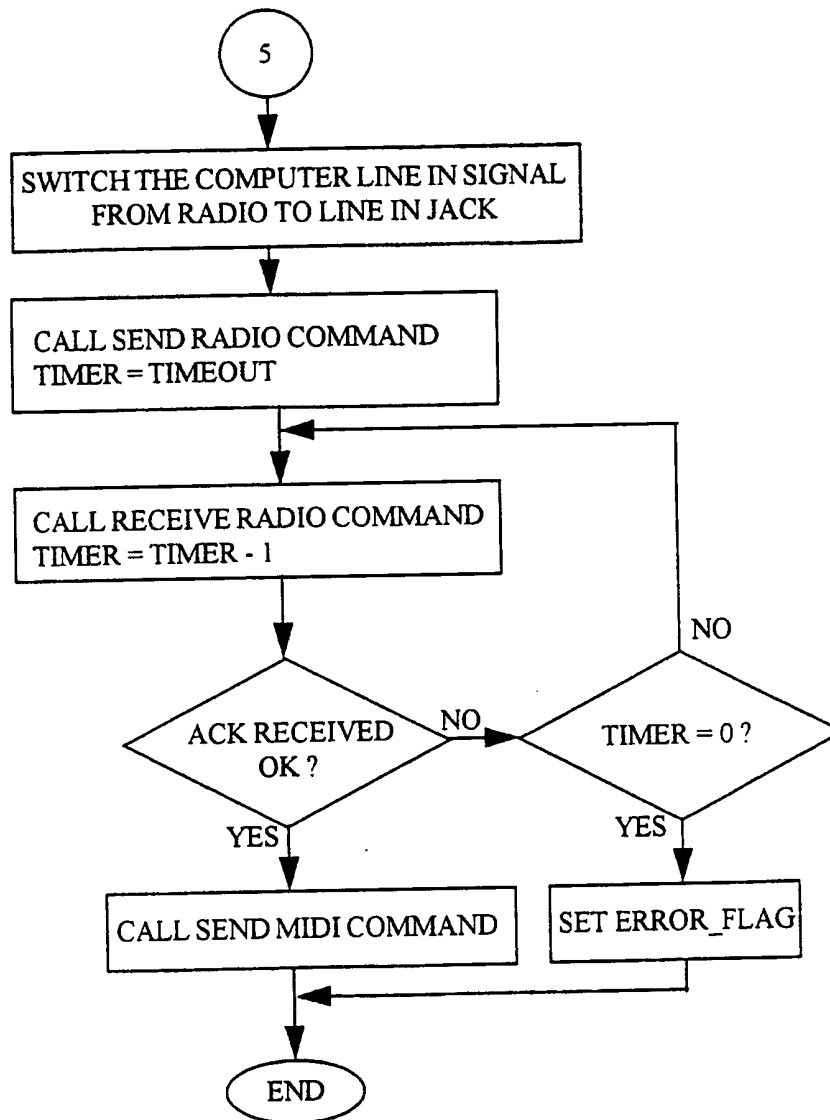 5
SWITCH THE COMPUTER LINE IN SIGNAL
FROM RADIO TO LINE IN JACK
CALL SEND RADIO COMMAND
TIMER = TIMEOUT
CALL RECEIVE RADIO COMMAND
TIMER = TIMER - 1
NO
ACK RECEIVED
OK ?
NO
TIMER = 0 ?
YES
YES
CALL SEND MIDI COMMAND
SET ERROR_FLAG
END